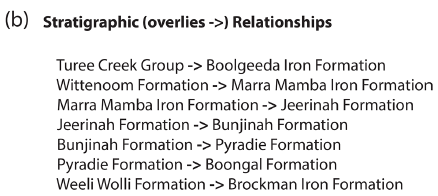 (b) Stratigraphic (overlies ->) Relationships
Turee Creek Group -> Boolgeeda Iron Formation
Wittenoom Formation -> Marra Mamba Iron Formation
Marra Mamba Iron Formation -> Jeerinah Formation
Jeerinah Formation -> Bunjinah Formation
Bunjinah Formation -> Pyradie Formation
Pyradie Formation -> Boongal Formation
Weeli Wolli Formation -> Brockman Iron Formation